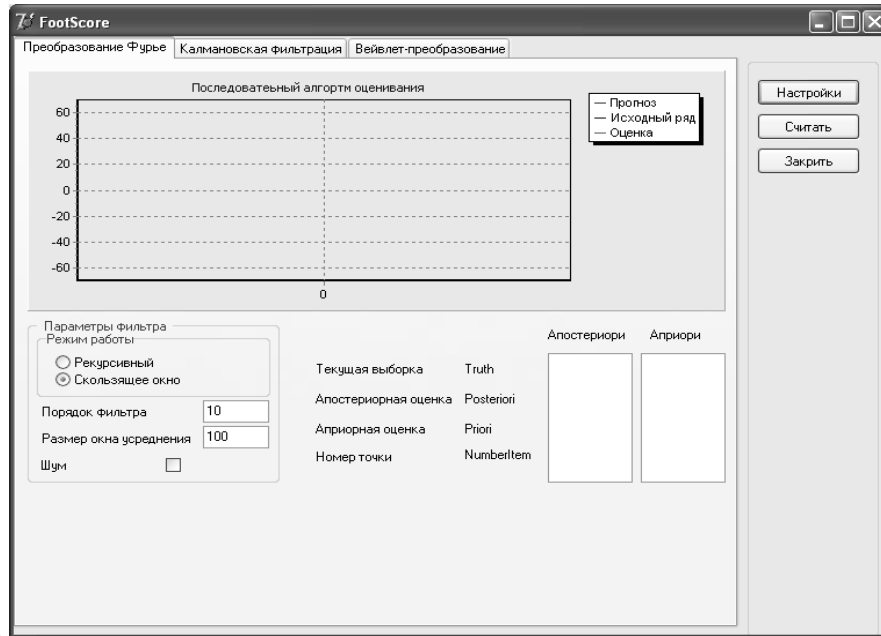 FootScore
Преобразование Фурье Калмановская фильтрация Вейвлет-преобразование
Последоватеьный алгортм оценивания
60
40
20
0
-20
-40
-60
0
Прогноз
Исходный ряд
Оценка
Настройки
Считать
Закрить
Параметры фильтра
Режим работы
Рекурсивный
Скользящее окно
Порядок фильтра 10
Размер окна усреднения 100
Шум
Апостериори Априори
Текущая выборка Truth
Апостериорная оценка Posteriori
Априорная оценка Priori
Номер точки NumberItem